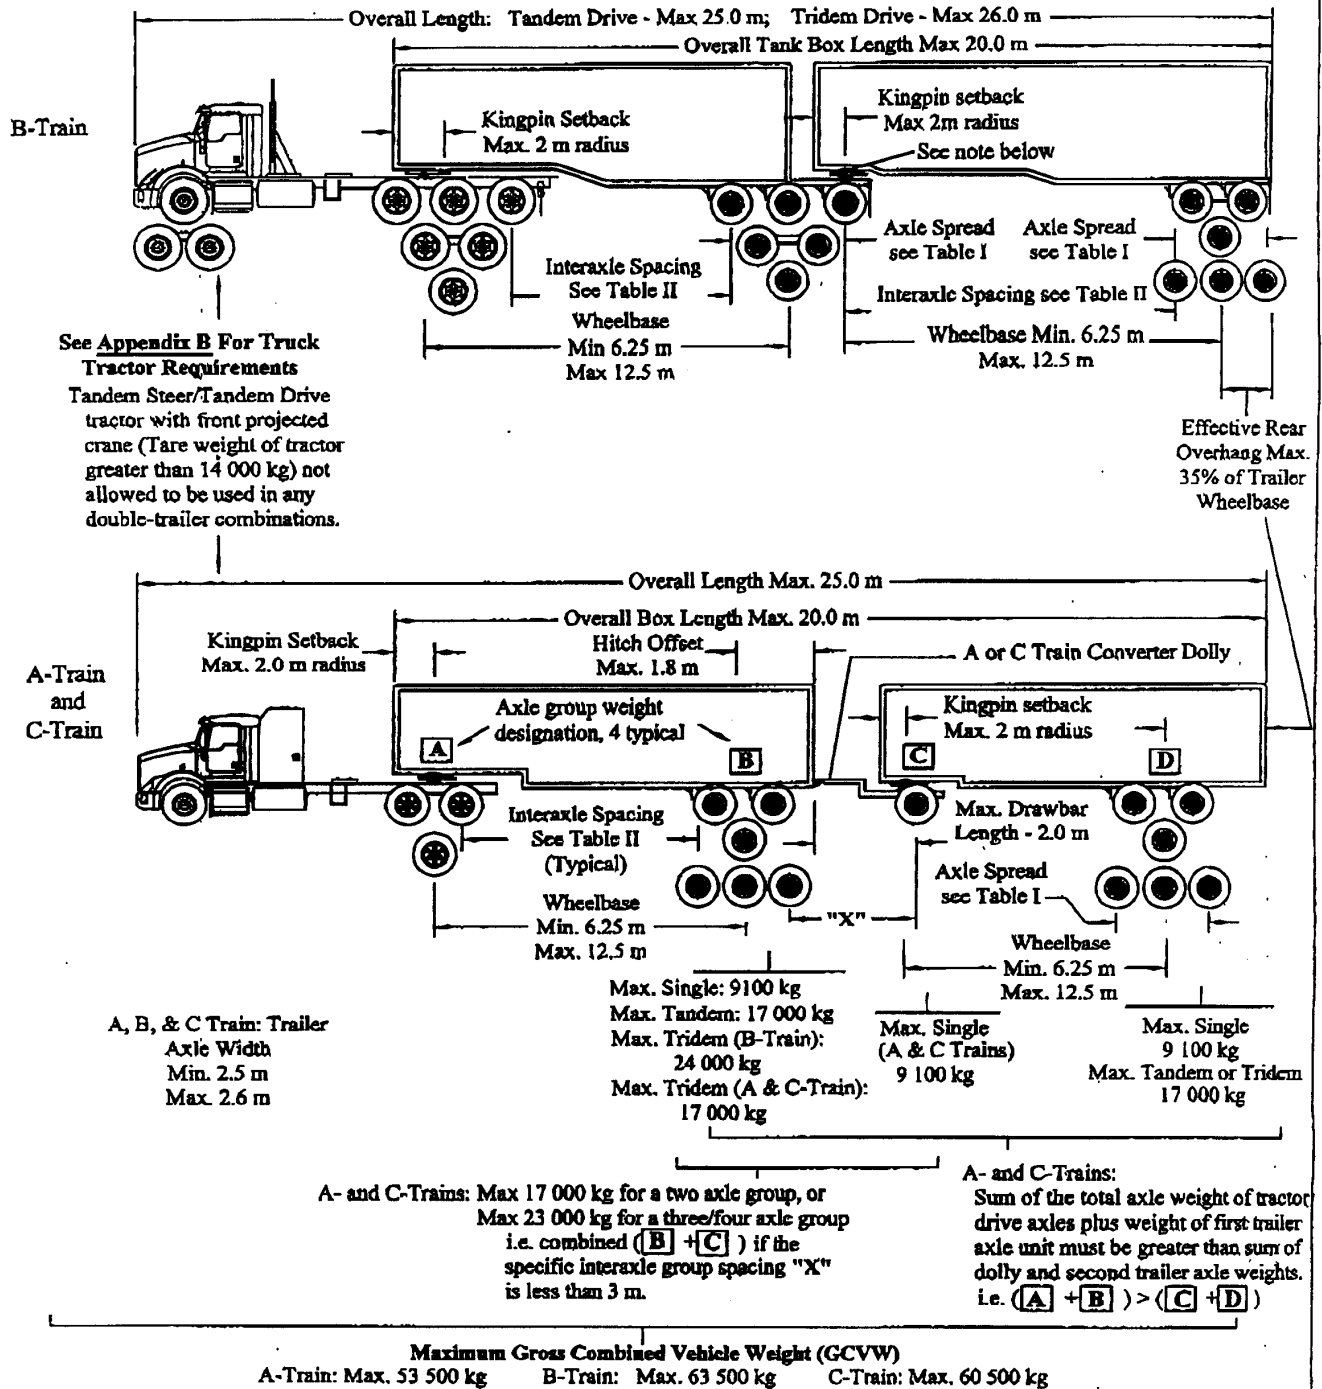 Overall Length: Tandem Drive - Max 25.0 m; Tridem Drive - Max 26.0 m
Overall Tank Box Length Max 20.0 m
B-Train
Kingpin Setback
Max. 2 m radius
Kingpin setback
Max 2m radius
See note below
Axle Spread
see Table I
Axle Spread
see Table I
Interaxle Spacing
See Table II
Interaxle Spacing see Table II
Wheelbase
Min 6.25 m
Max 12.5 m
Wheelbase Min. 6.25 m
Max. 12.5 m
See Appendix B For Truck
Tractor Requirements
Tandem Steer/Tandem Drive
tractor with front projected
crane (Tare weight of tractor
greater than 14 000 kg) not
allowed to be used in any
double-trailer combinations.
Effective Rear
Overhang Max.
35% of Trailer
Wheelbase
Overall Length Max. 25.0 m
Overall Box Length Max. 20.0 m
Kingpin Setback
Max. 2.0 m radius
Hitch Offset
Max. 1.8 m
A or C Train Converter Dolly
A-Train
and
C-Train
Axle group weight
designation, 4 typical
Kingpin setback
Max. 2 m radius
A
B
C
D
Interaxle Spacing
See Table II
(Typical)
Max. Drawbar
Length - 2.0 m
Axle Spread
see Table I
Wheelbase
Min. 6.25 m
Max. 12.5 m
"X"
Wheelbase
Min. 6.25 m
Max. 12.5 m
A, B, & C Train: Trailer
Axle Width
Min. 2.5 m
Max. 2.6 m
Max. Single: 9100 kg
Max. Tandem: 17 000 kg
Max. Tridem (B-Train):
24 000 kg
Max. Tridem (A & C-Train):
17 000 kg
Max. Single
(A & C Trains)
9 100 kg
Max. Single
9 100 kg
Max. Tandem or Tridem
17 000 kg
A- and C-Trains: Max 17 000 kg for a two axle group, or
Max 23 000 kg for a three/four axle group
i.e. combined (B + C) if the
specific interaxle group spacing "X"
is less than 3 m.
A- and C-Trains:
Sum of the total axle weight of tractor
drive axles plus weight of first trailer
axle unit must be greater than sum of
dolly and second trailer axle weights.
i.e. (A + B) > (C + D)
Maximum Gross Combined Vehicle Weight (GCVW)
A-Train: Max. 53 500 kg B-Train: Max. 63 500 kg C-Train: Max. 60 500 kg